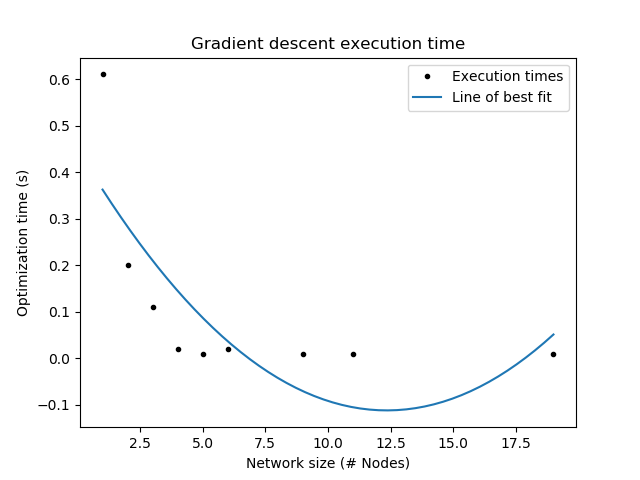 Gradient descent execution time
Execution times
Line of best fit
Optimization time (s)
0.6
0.5
0.4
0.3
0.2
0.1
0.0
−0.1
2.5 5.0 7.5 10.0 12.5 15.0 17.5
Network size (# Nodes)